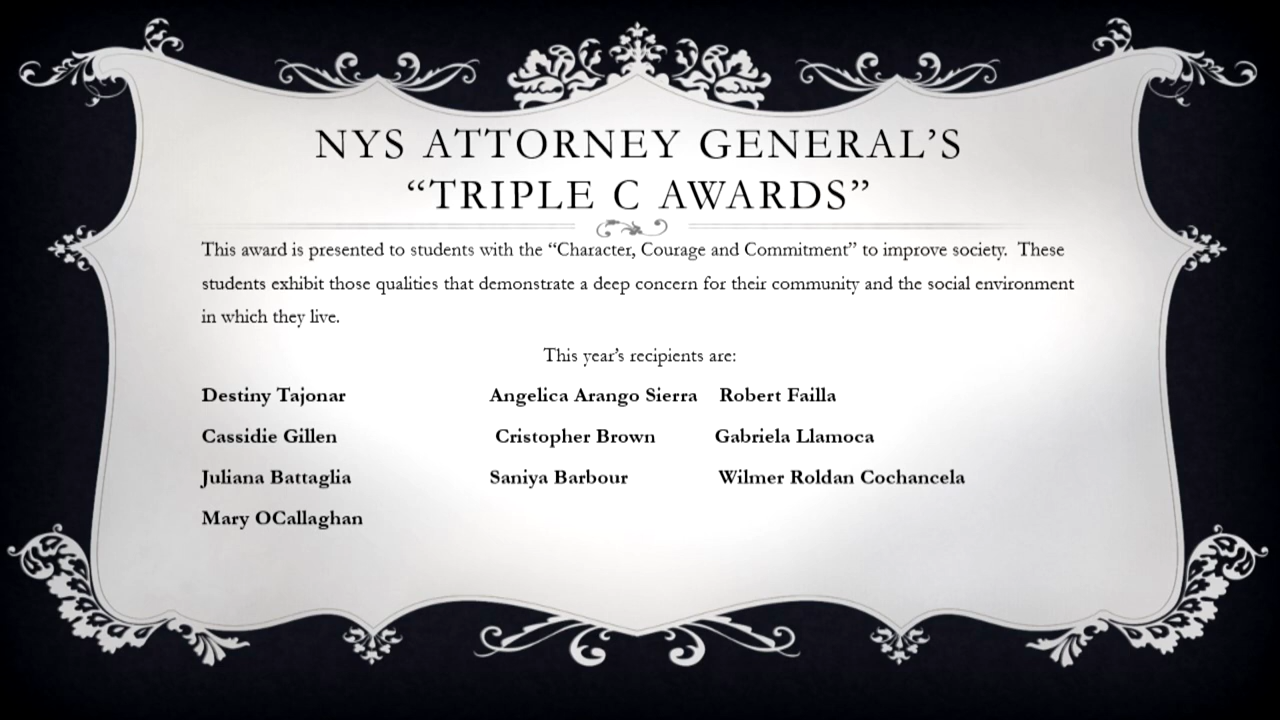 NYS ATTORNEY GENERAL’S
“TRIPLE C AWARDS”
This award is presented to students with the “Character, Courage and Commitment” to improve society.  These
students exhibit those qualities that demonstrate a deep concern for their community and the social environment
in which they live.
This year’s recipients are:
Destiny Tajonar Angelica Arango Sierra Robert Failla
Cassidie Gillen Cristopher Brown Gabriela Llamoca
Juliana Battaglia Saniya Barbour Wilmer Roldan Cochancela
Mary OCallaghan